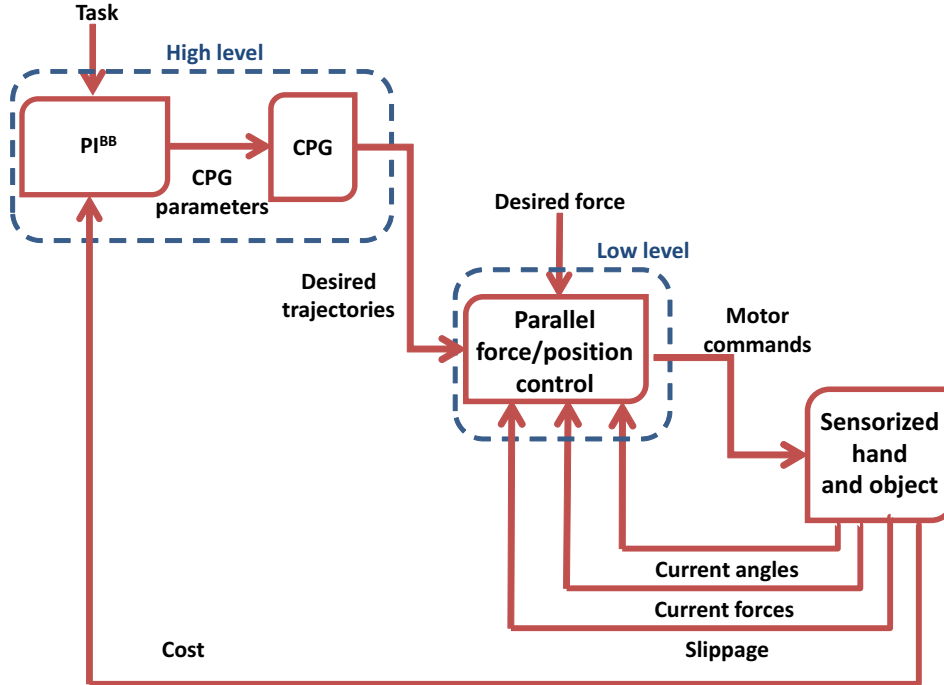 Task
High level
PI^BB
CPG
CPG
parameters
Desired force
Low level
Desired
trajectories
Parallel
force/position
control
Motor
commands
Sensorized
hand
and object
Current angles
Current forces
Cost
Slippage